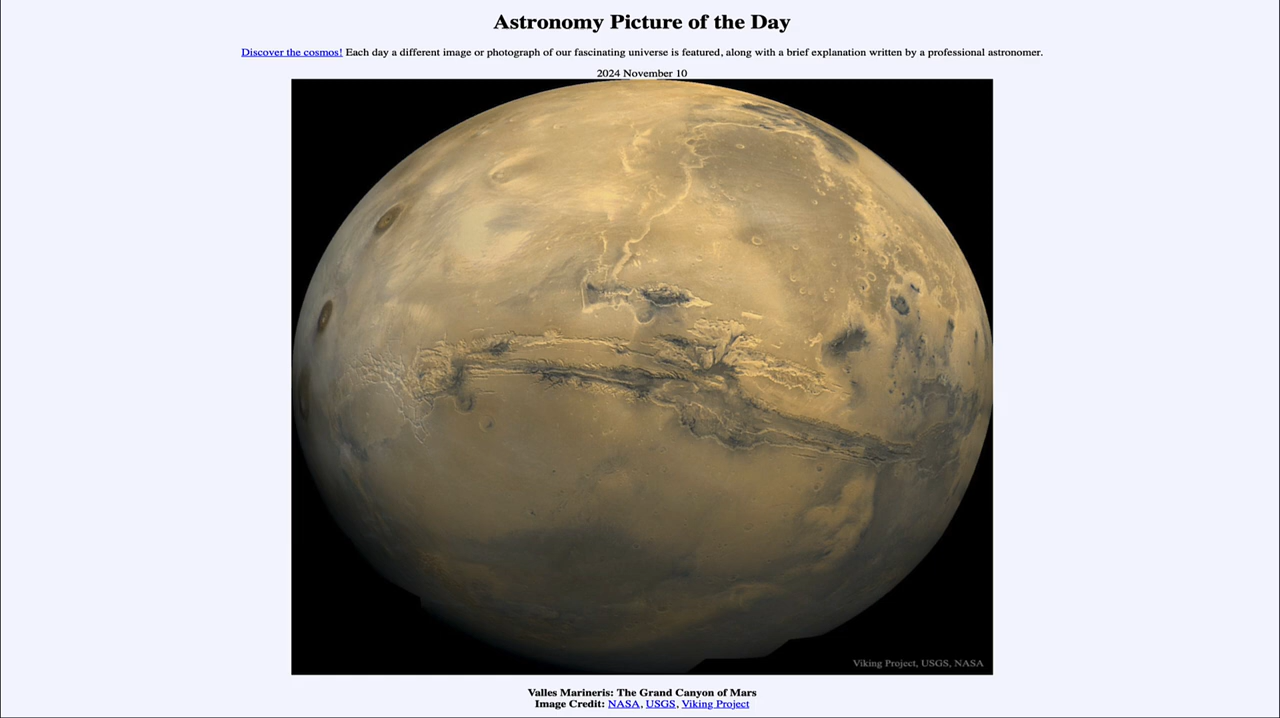 Astronomy Picture of the Day
Discover the cosmos! Each day a different image or photograph of our fascinating universe is featured, along with a brief explanation written by a professional astronomer.
2024 November 10
Viking Project, USGS, NASA
Valles Marineris: The Grand Canyon of Mars
Image Credit: NASA, USGS, Viking Project